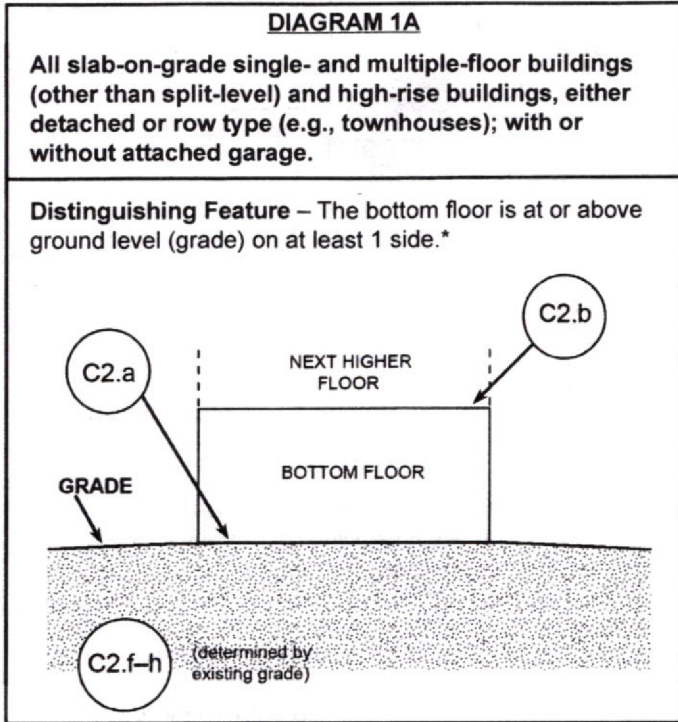 DIAGRAM 1A
All slab-on-grade single- and multiple-floor buildings
(other than split-level) and high-rise buildings, either
detached or row type (e.g., townhouses); with or
without attached garage.
Distinguishing Feature – The bottom floor is at or above
ground level (grade) on at least 1 side.*
C2.b
C2.a
NEXT HIGHER
FLOOR
BOTTOM FLOOR
GRADE
C2.f–h
(determined by
existing grade)